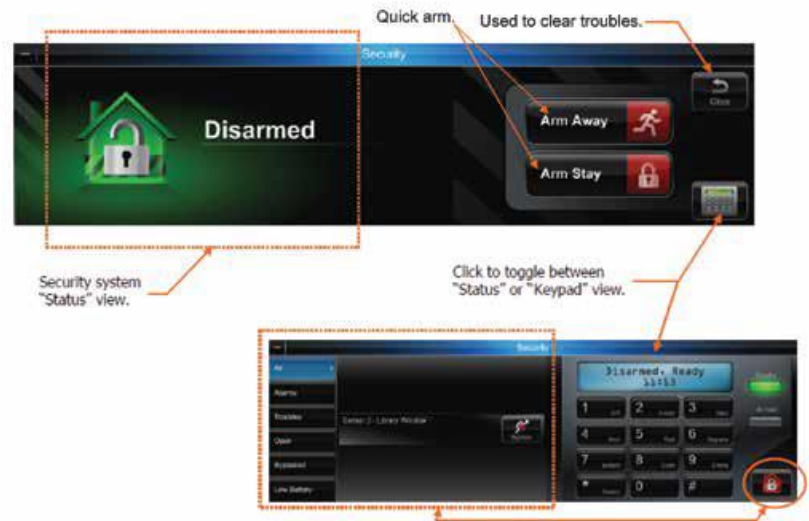 Quick arm.
Used to clear troubles.
Security
Disarmed
Arm Away
Arm Stay
Security system
"Status" view.
Click to toggle between
"Status" or "Keypad" view.
Security
All
Alarms
Troubles
Open
Bypassed
Low Battery
Disarmed, Ready
11:13
1
2
3
4
5
6
7
8
9
*
0
#